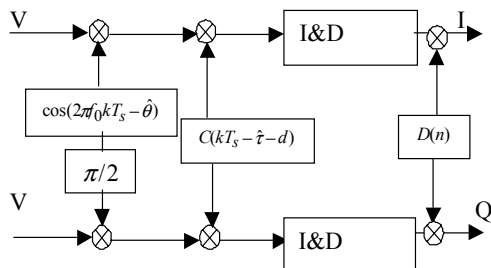 V
I&D
I
cos(2πf₀kTₛ−θ̂)
C(kTₛ−τ̂−d)
D(n)
π/2
V
I&D
Q